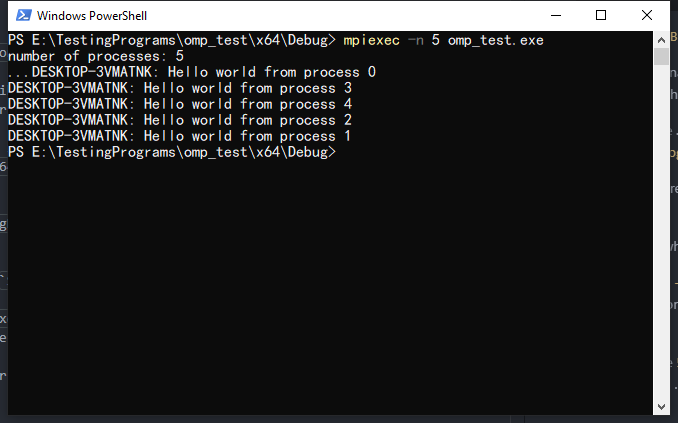 Windows PowerShell
PS E:\TestingPrograms\omp_test\x64\Debug> mpiexec -n 5 omp_test.exe
number of processes: 5
...DESKTOP-3VMATNK: Hello world from process 0
DESKTOP-3VMATNK: Hello world from process 3
DESKTOP-3VMATNK: Hello world from process 4
DESKTOP-3VMATNK: Hello world from process 2
DESKTOP-3VMATNK: Hello world from process 1
PS E:\TestingPrograms\omp_test\x64\Debug>